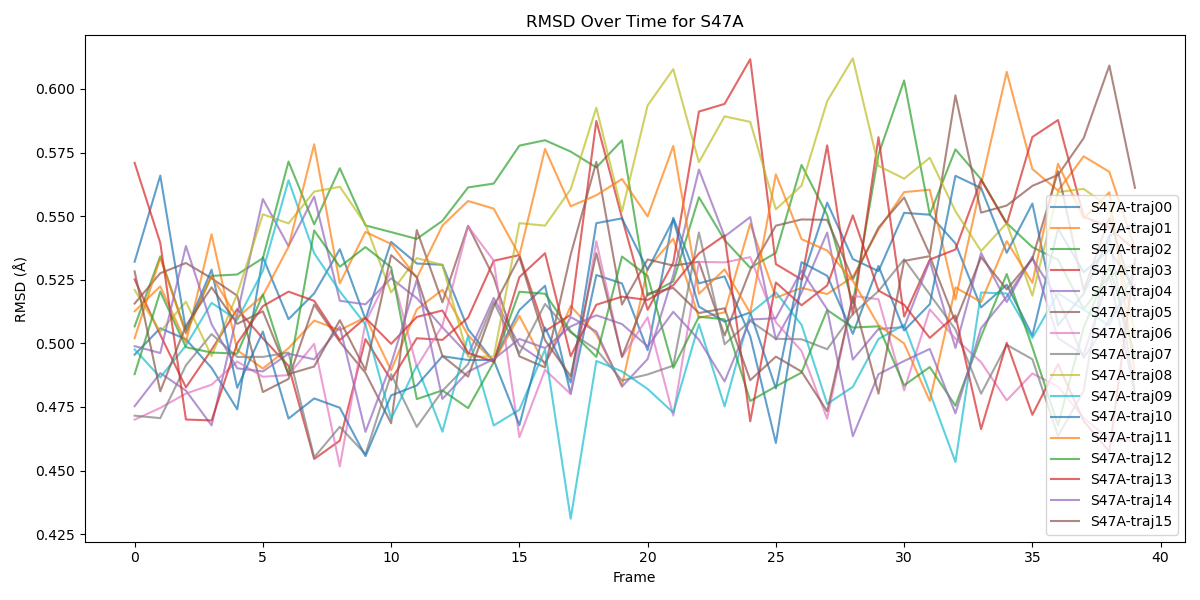 RMSD Over Time for S47A
RMSD (Å)
0.600
0.575
0.550
0.525
0.500
0.475
0.450
0.425
S47A-traj00
S47A-traj01
S47A-traj02
S47A-traj03
S47A-traj04
S47A-traj05
S47A-traj06
S47A-traj07
S47A-traj08
S47A-traj09
S47A-traj10
S47A-traj11
S47A-traj12
S47A-traj13
S47A-traj14
S47A-traj15
0 5 10 15 20 25 30 35 40
Frame